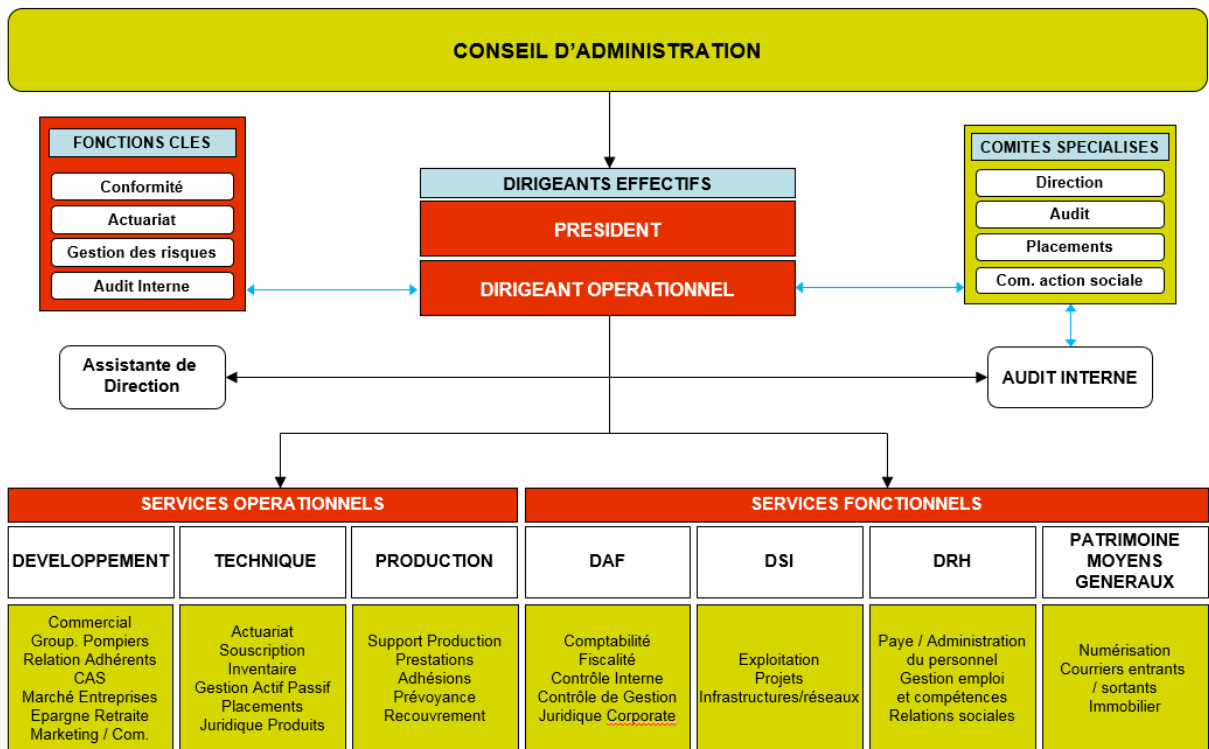 CONSEIL D'ADMINISTRATION
FONCTIONS CLES
Conformité
Actuariat
Gestion des risques
Audit Interne
DIRIGEANTS EFFECTIFS
PRESIDENT
DIRIGEANT OPERATIONNEL
COMITES SPECIALISES
Direction
Audit
Placements
Com. action sociale
Assistante de
Direction
AUDIT INTERNE
SERVICES OPERATIONNELS
SERVICES FONCTIONNELS
DEVELOPPEMENT
TECHNIQUE
PRODUCTION
DAF
DSI
DRH
PATRIMOINE
MOYENS
GENERAUX
Commercial
Group. Pompiers
Relation Adhérents
CAS
Marché Entreprises
Epargne Retraite
Marketing / Com.
Actuariat
Souscription
Inventaire
Gestion Actif Passif
Placements
Juridique Produits
Support Production
Prestations
Adhésions
Prévoyance
Recouvrement
Comptabilité
Fiscalité
Contrôle Interne
Contrôle de Gestion
Juridique Corporate
Exploitation
Projets
Infrastructures/réseaux
Paye / Administration
du personnel
Gestion emploi
et compétences
Relations sociales
Numérisation
Courriers entrants
/ sortants
Immobilier